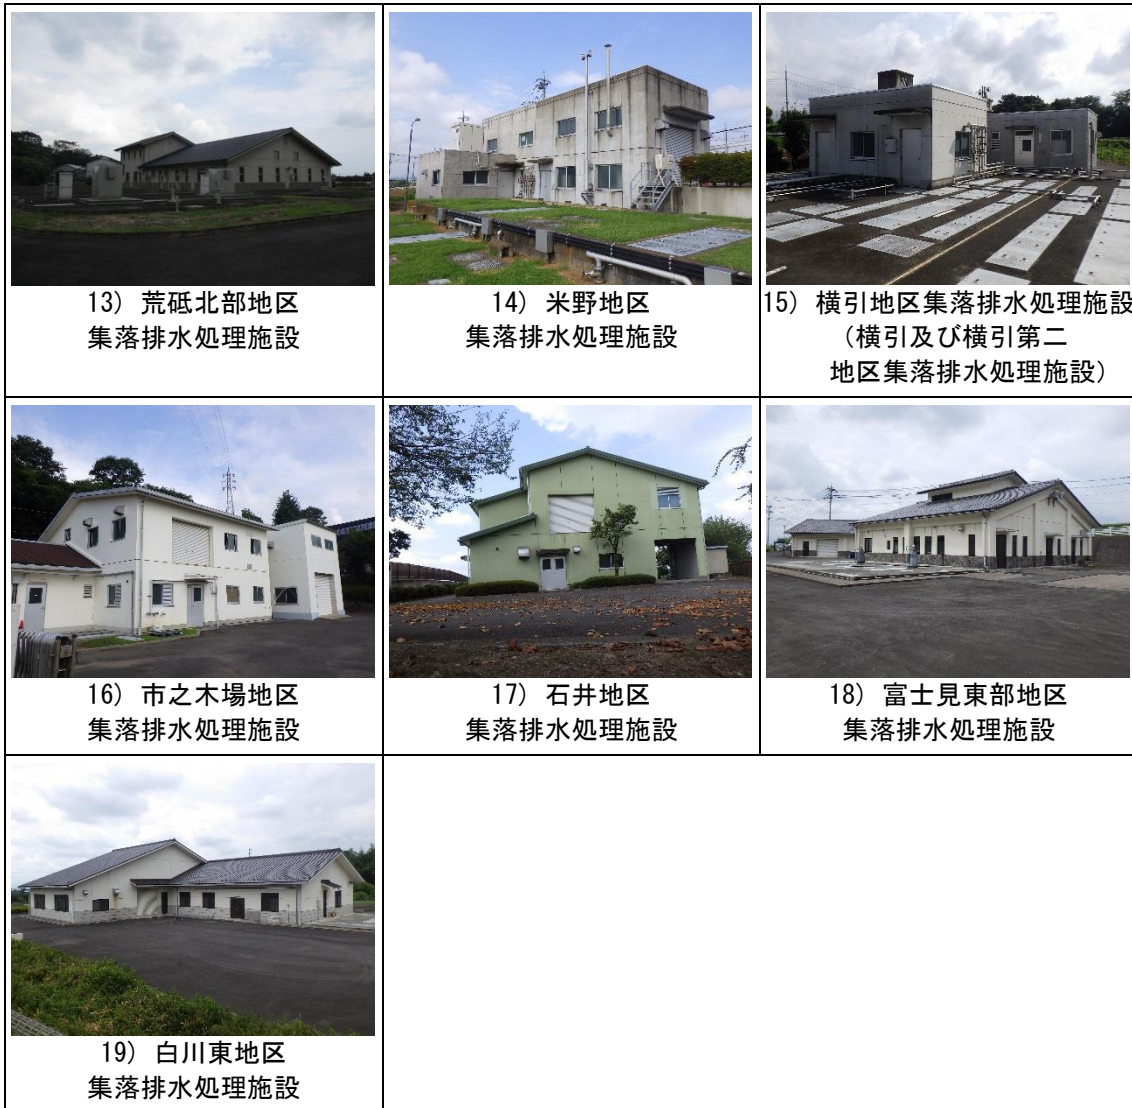 13) 荒砥北部地区
集落排水処理施設
14) 米野地区
集落排水処理施設
15) 横引地区集落排水処理施設
（横引及び横引第二
地区集落排水処理施設）
16) 市之木場地区
集落排水処理施設
17) 石井地区
集落排水処理施設
18) 富士見東部地区
集落排水処理施設
19) 白川東地区
集落排水処理施設